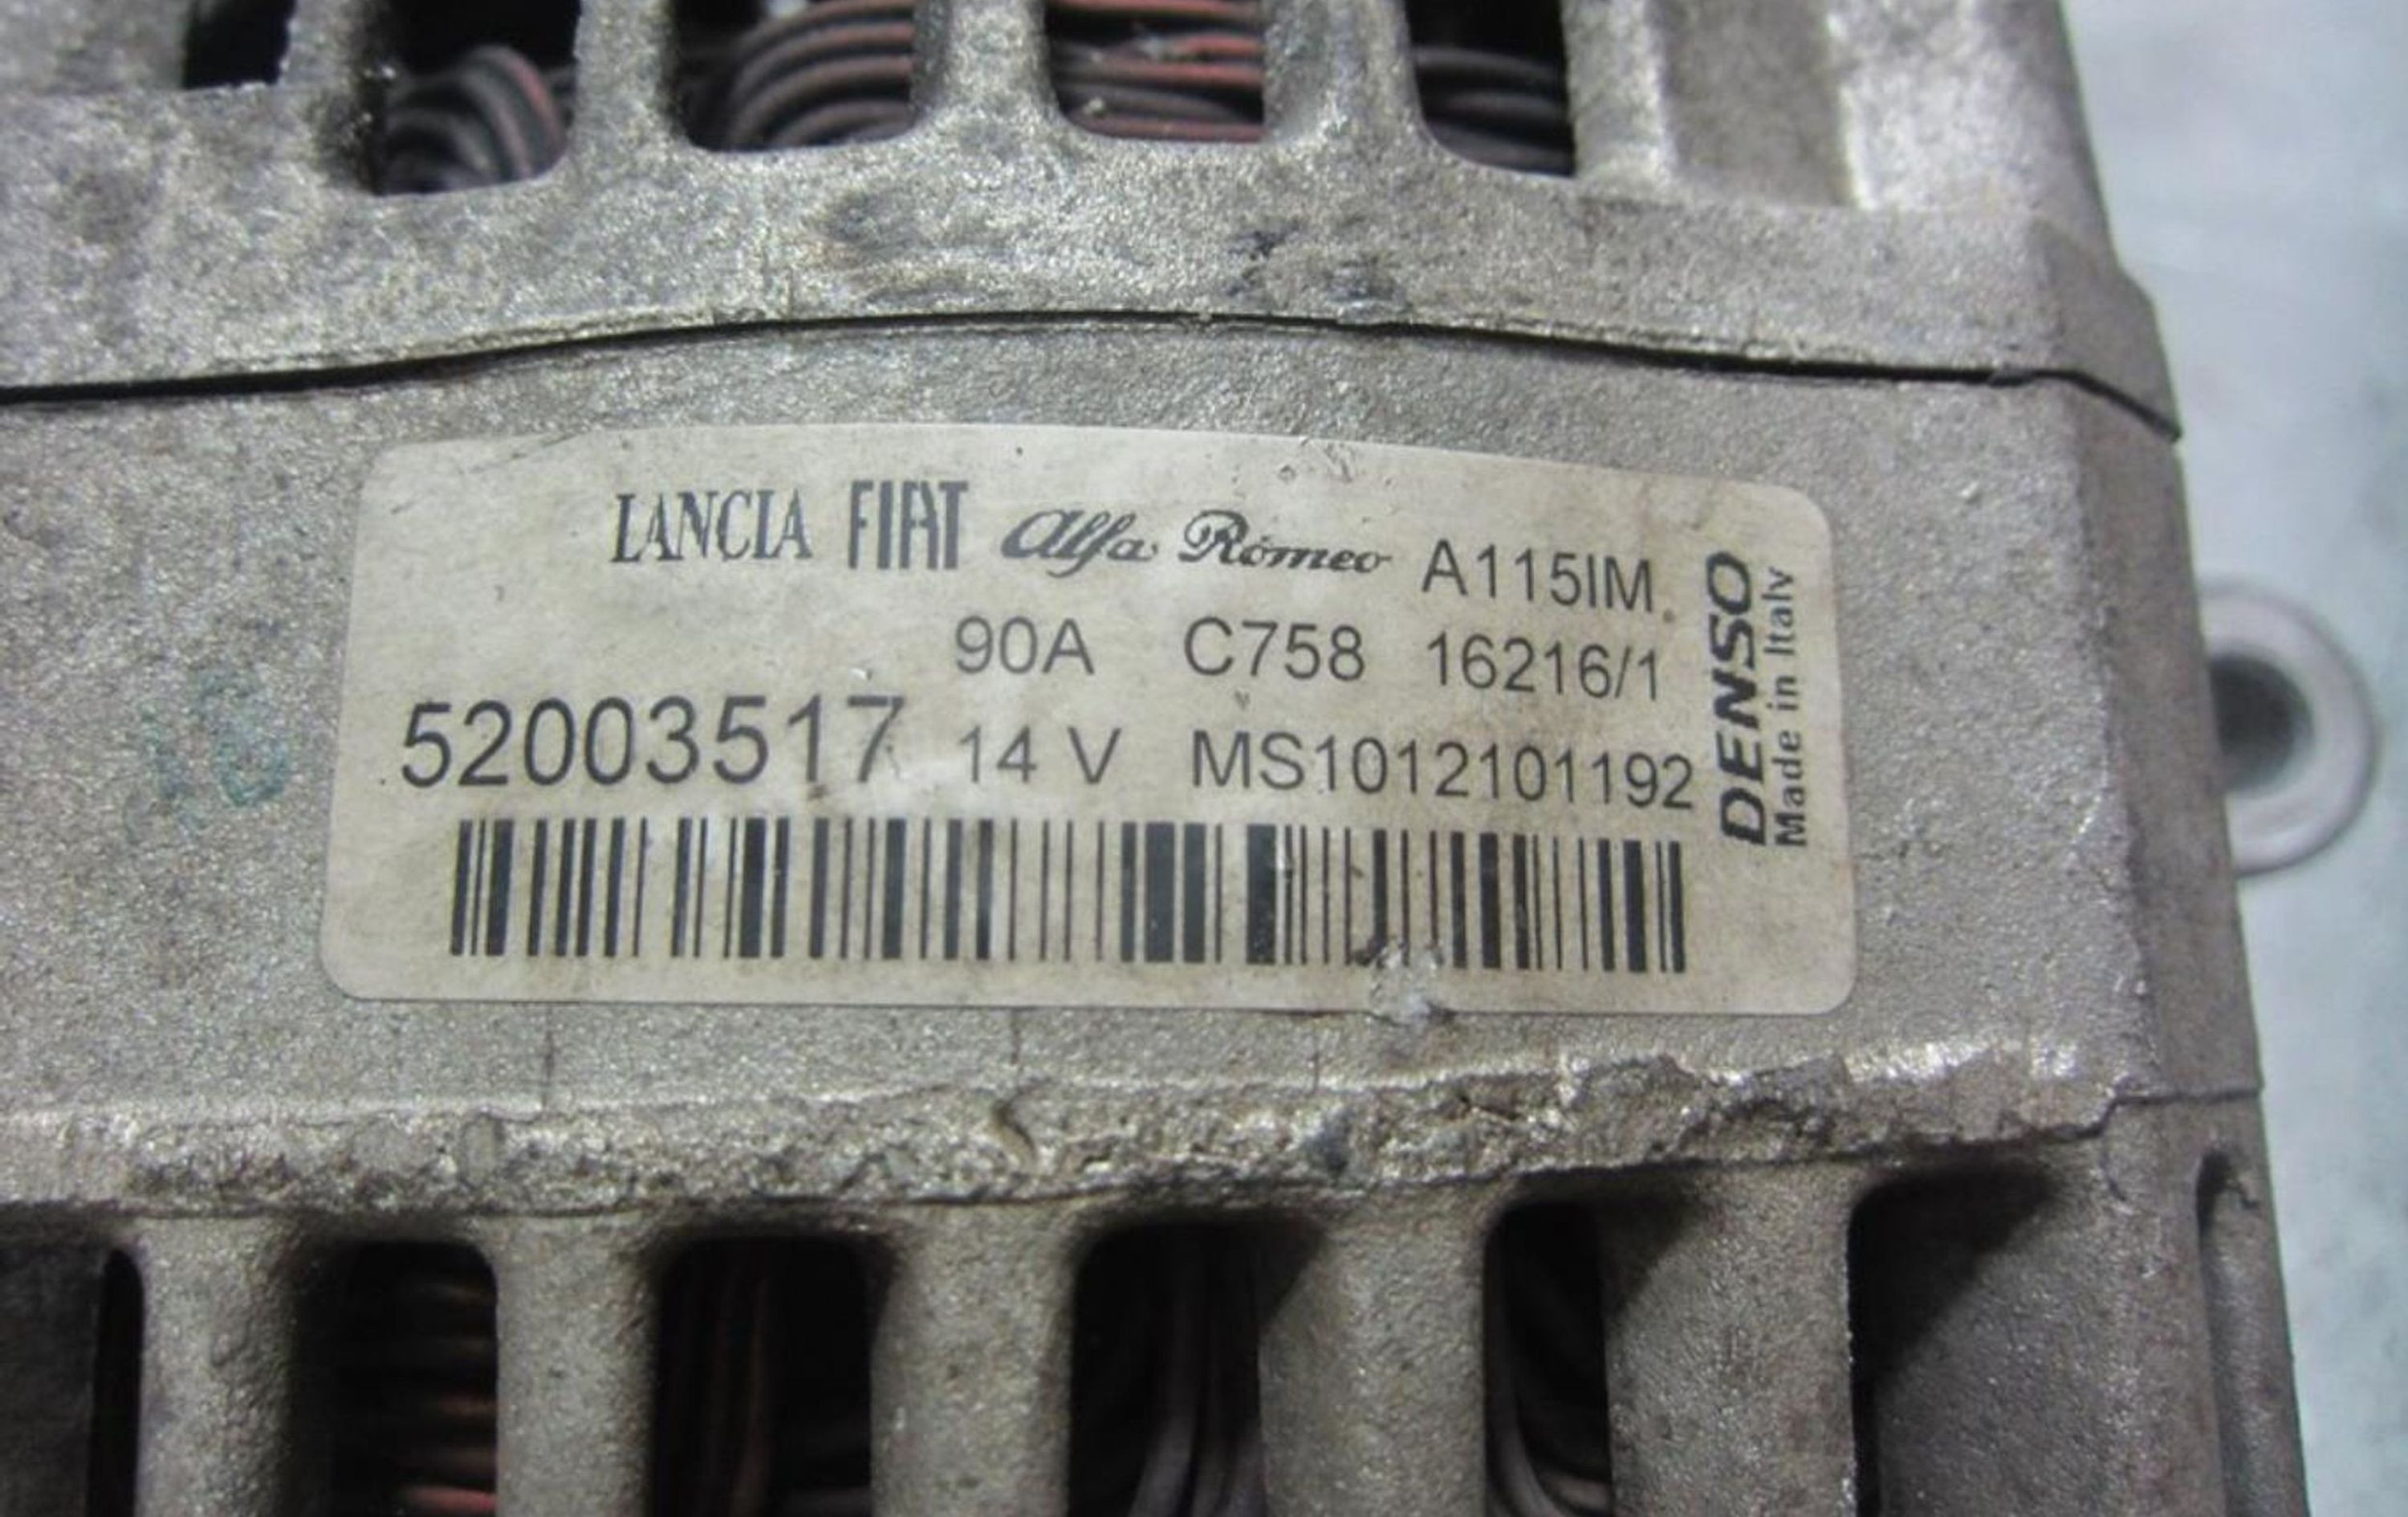 LANCIA FIAT Alfa Romeo A115IM
90A C758 16216/1
52003517 14 V MS1012101192
DENSO
Made in Italy